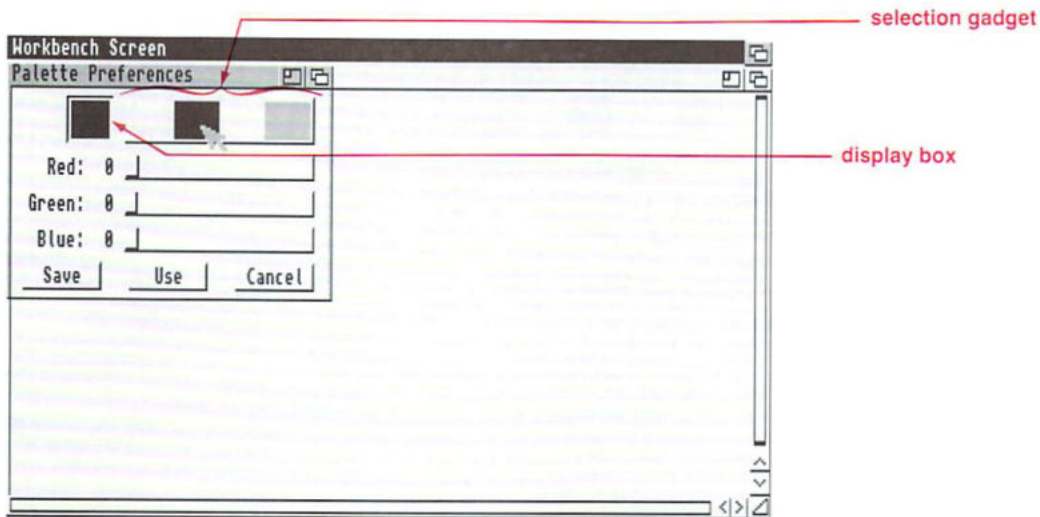 selection gadget
Workbench Screen
Palette Preferences
display box
Red: 0
Green: 0
Blue: 0
Save Use Cancel